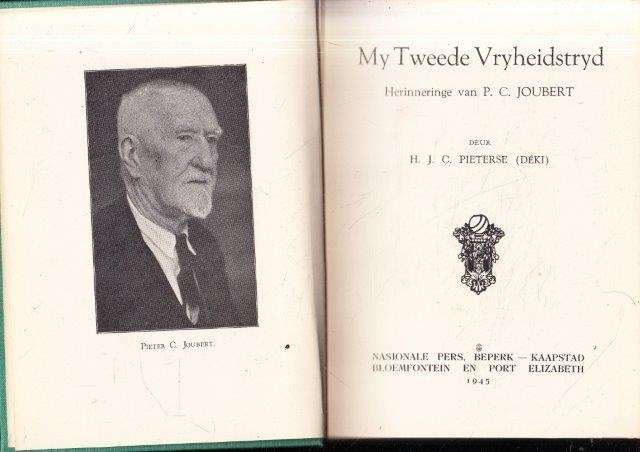 PIETER C. JOUBERT.
My Tweede Vryheidstryd
Herinneringe van P. C. JOUBERT
DEUR
H. J. C. PIETERSE (DÉKI)
NASIONALE PERS, BEPERK — KAAPSTAD
BLOEMFONTEIN EN PORT ELIZABETH
1945